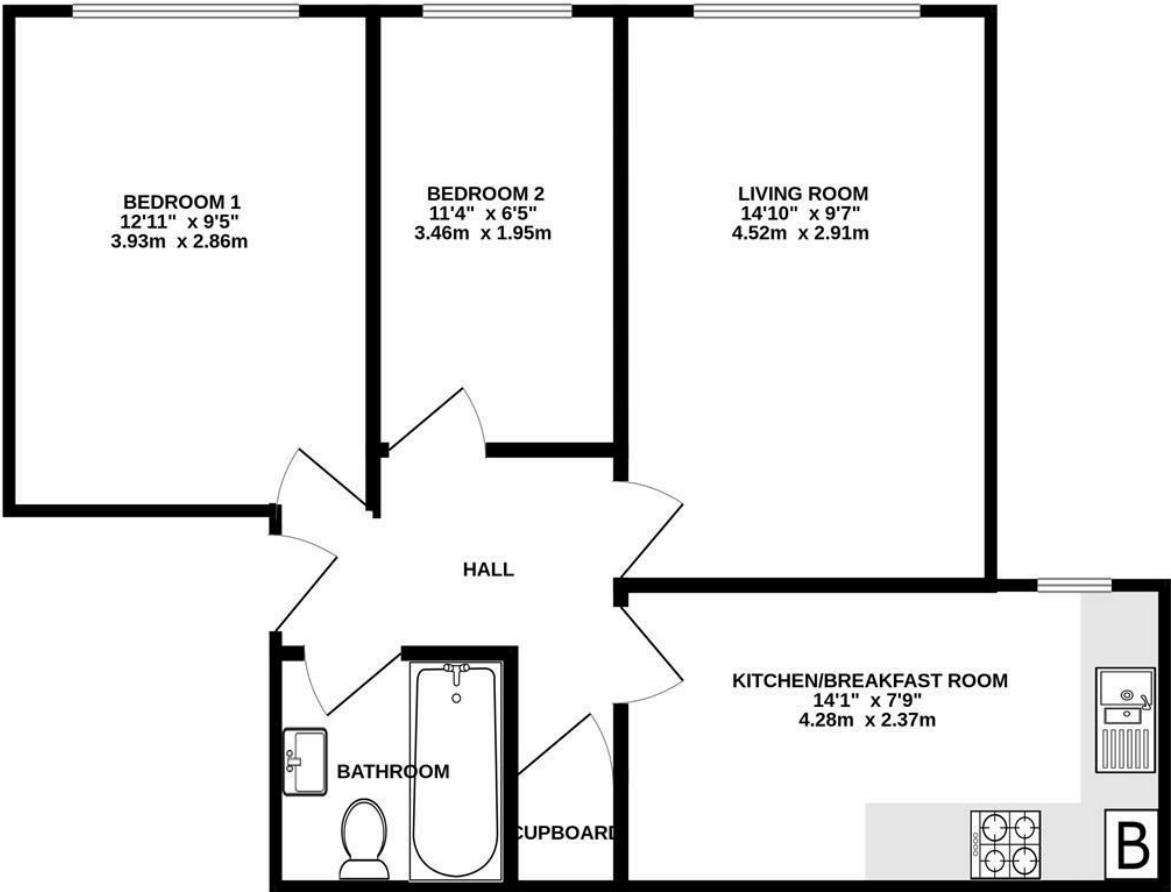 BEDROOM 1
12'11" x 9'5"
3.93m x 2.86m
BEDROOM 2
11'4" x 6'5"
3.46m x 1.95m
LIVING ROOM
14'10" x 9'7"
4.52m x 2.91m
HALL
KITCHEN/BREAKFAST ROOM
14'1" x 7'9"
4.28m x 2.37m
BATHROOM
CUPBOARD
B